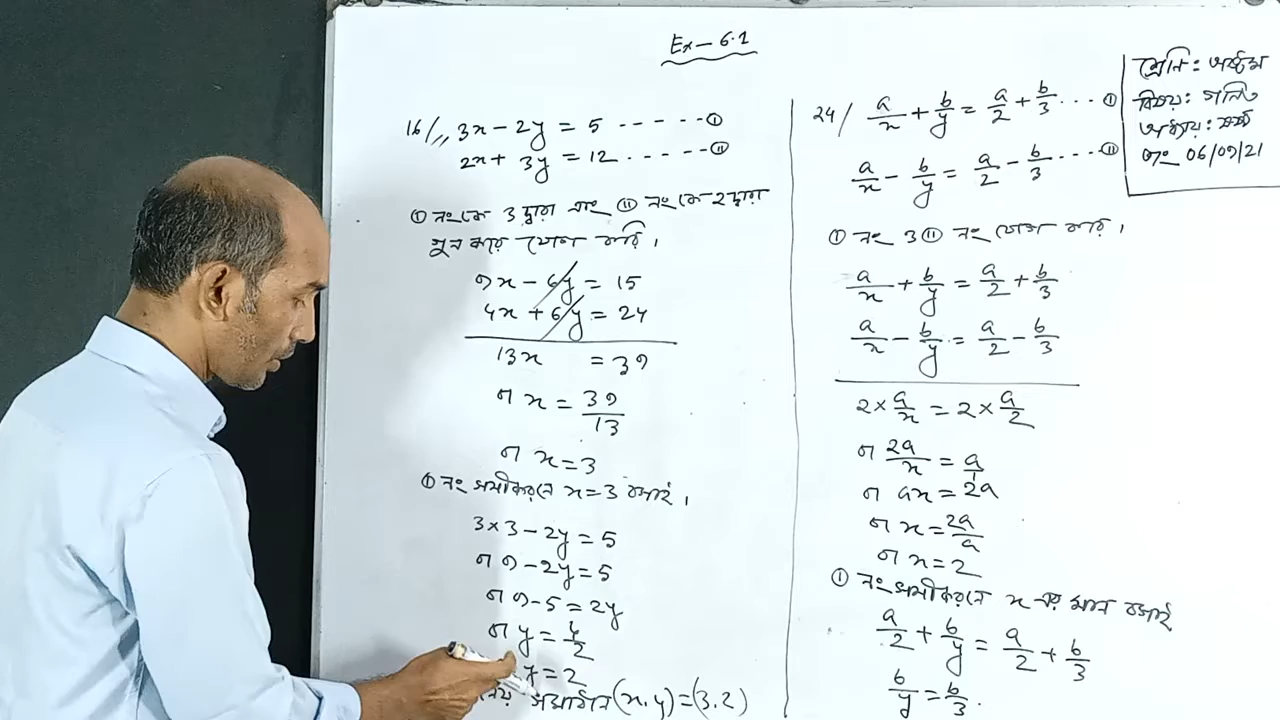 Ex-6.1
শ্রেনি: অষ্টম
বিষয়: গনিত
অধ্যায়: ষষ্ঠ
তাং 06/09/21
16/,, 3x - 2y = 5 ------ ①
2x + 3y = 12 ------ ⑪
① নংকে 3 দ্বারা এবং ⑪ নংকে 2 দ্বারা
গুন করে যোগ করি।
9x - 6y = 15
4x + 6y = 24
13x = 39
বা x = 39/13
বা x = 3
① নং সমীকরনে x = 3 বসাই।
3×3 - 2y = 5
বা 9 - 2y = 5
বা 9 - 5 = 2y
বা y = 4/2
y = 2
সমাধান (x, y) = (3, 2)
24/ a/x + b/y = a/2 + b/3 ... ①
a/x - b/y = a/2 - b/3 .... ⑪
① নং ও ⑪ নং যোগ করি।
a/x + b/y = a/2 + b/3
a/x - b/y = a/2 - b/3
2 × a/x = 2 × a/2
বা 2a/x = a/1
বা ax = 2a
বা x = 2a/a
বা x = 2
① নং সমীকরনে x এর মান বসাই
a/2 + b/y = a/2 + b/3
b/y = b/3